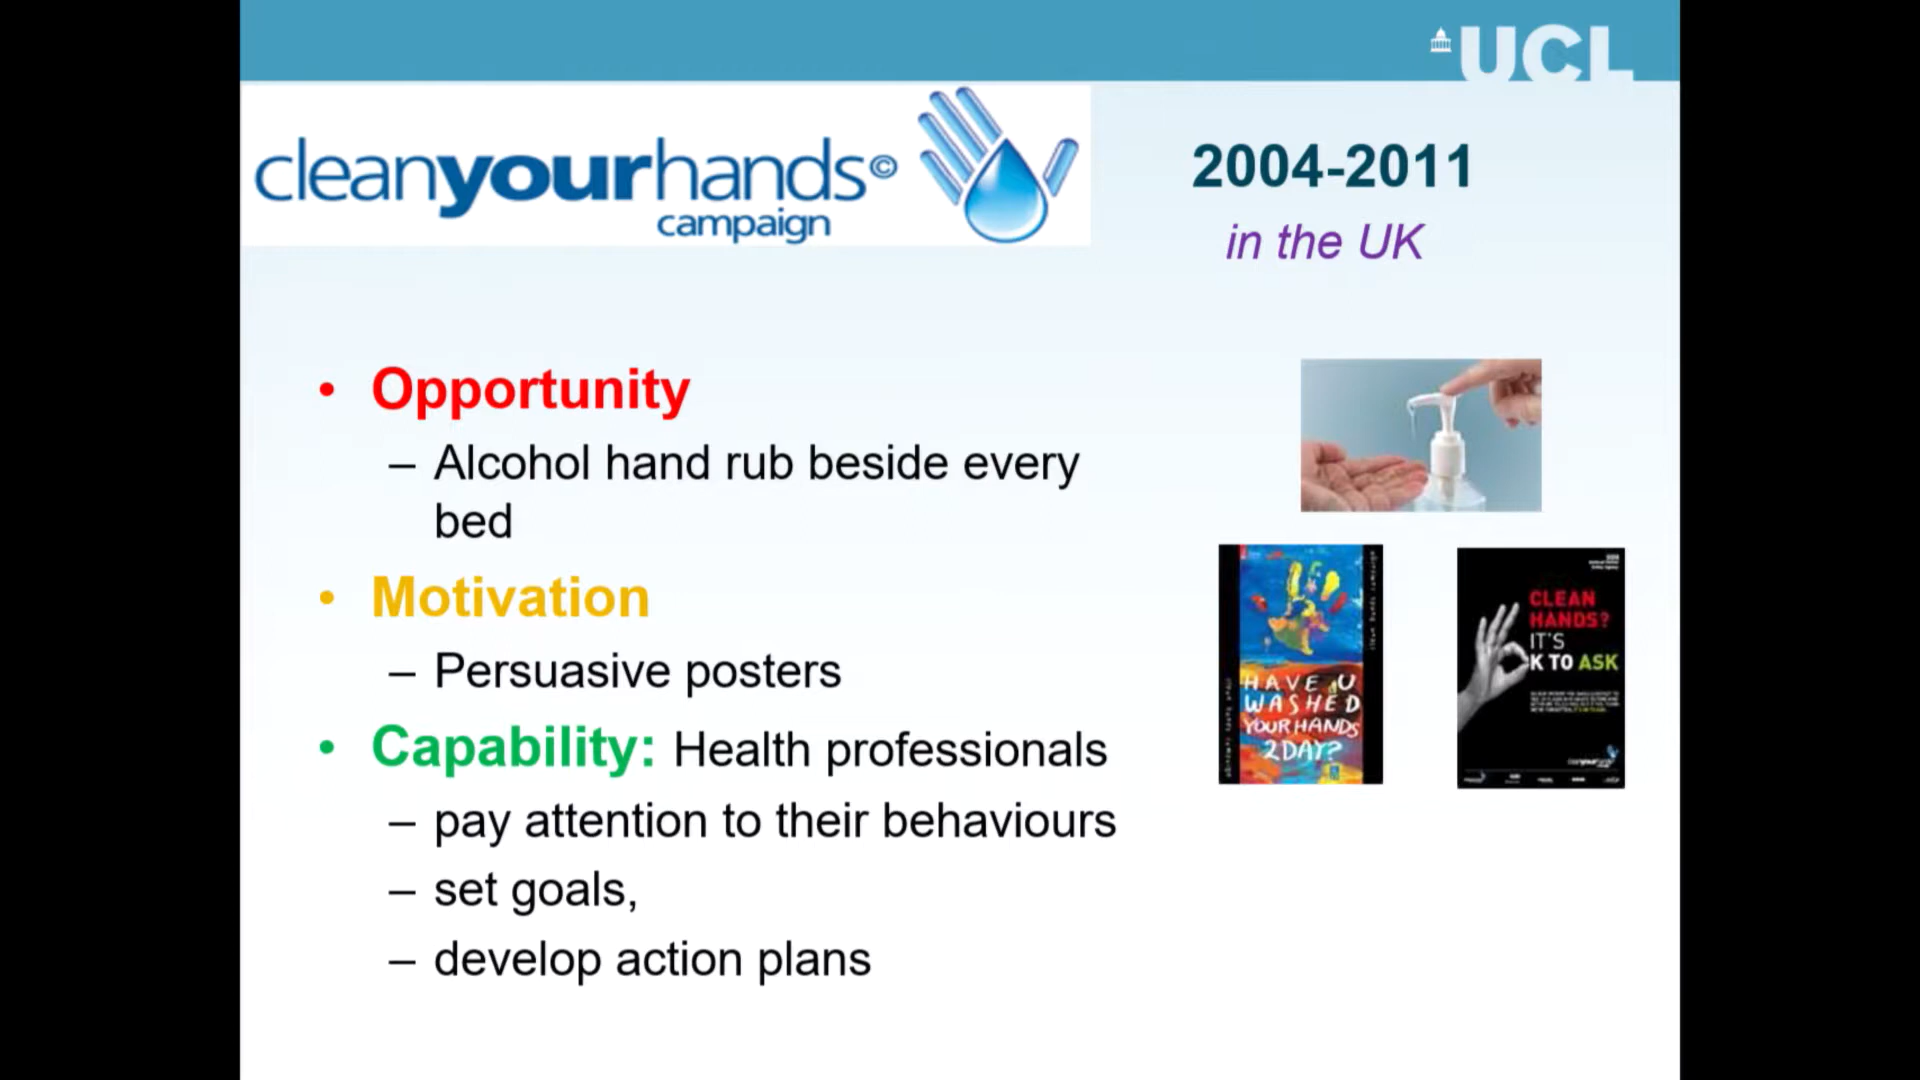 UCL
cleanyourhands©
campaign
2004-2011
in the UK
• Opportunity
– Alcohol hand rub beside every
bed
• Motivation
– Persuasive posters
• Capability: Health professionals
– pay attention to their behaviours
– set goals,
– develop action plans
HAVE U
WASHED
YOUR HANDS
2DAY?
CLEAN
HANDS?
IT'S
K TO ASK
cleanyourhands